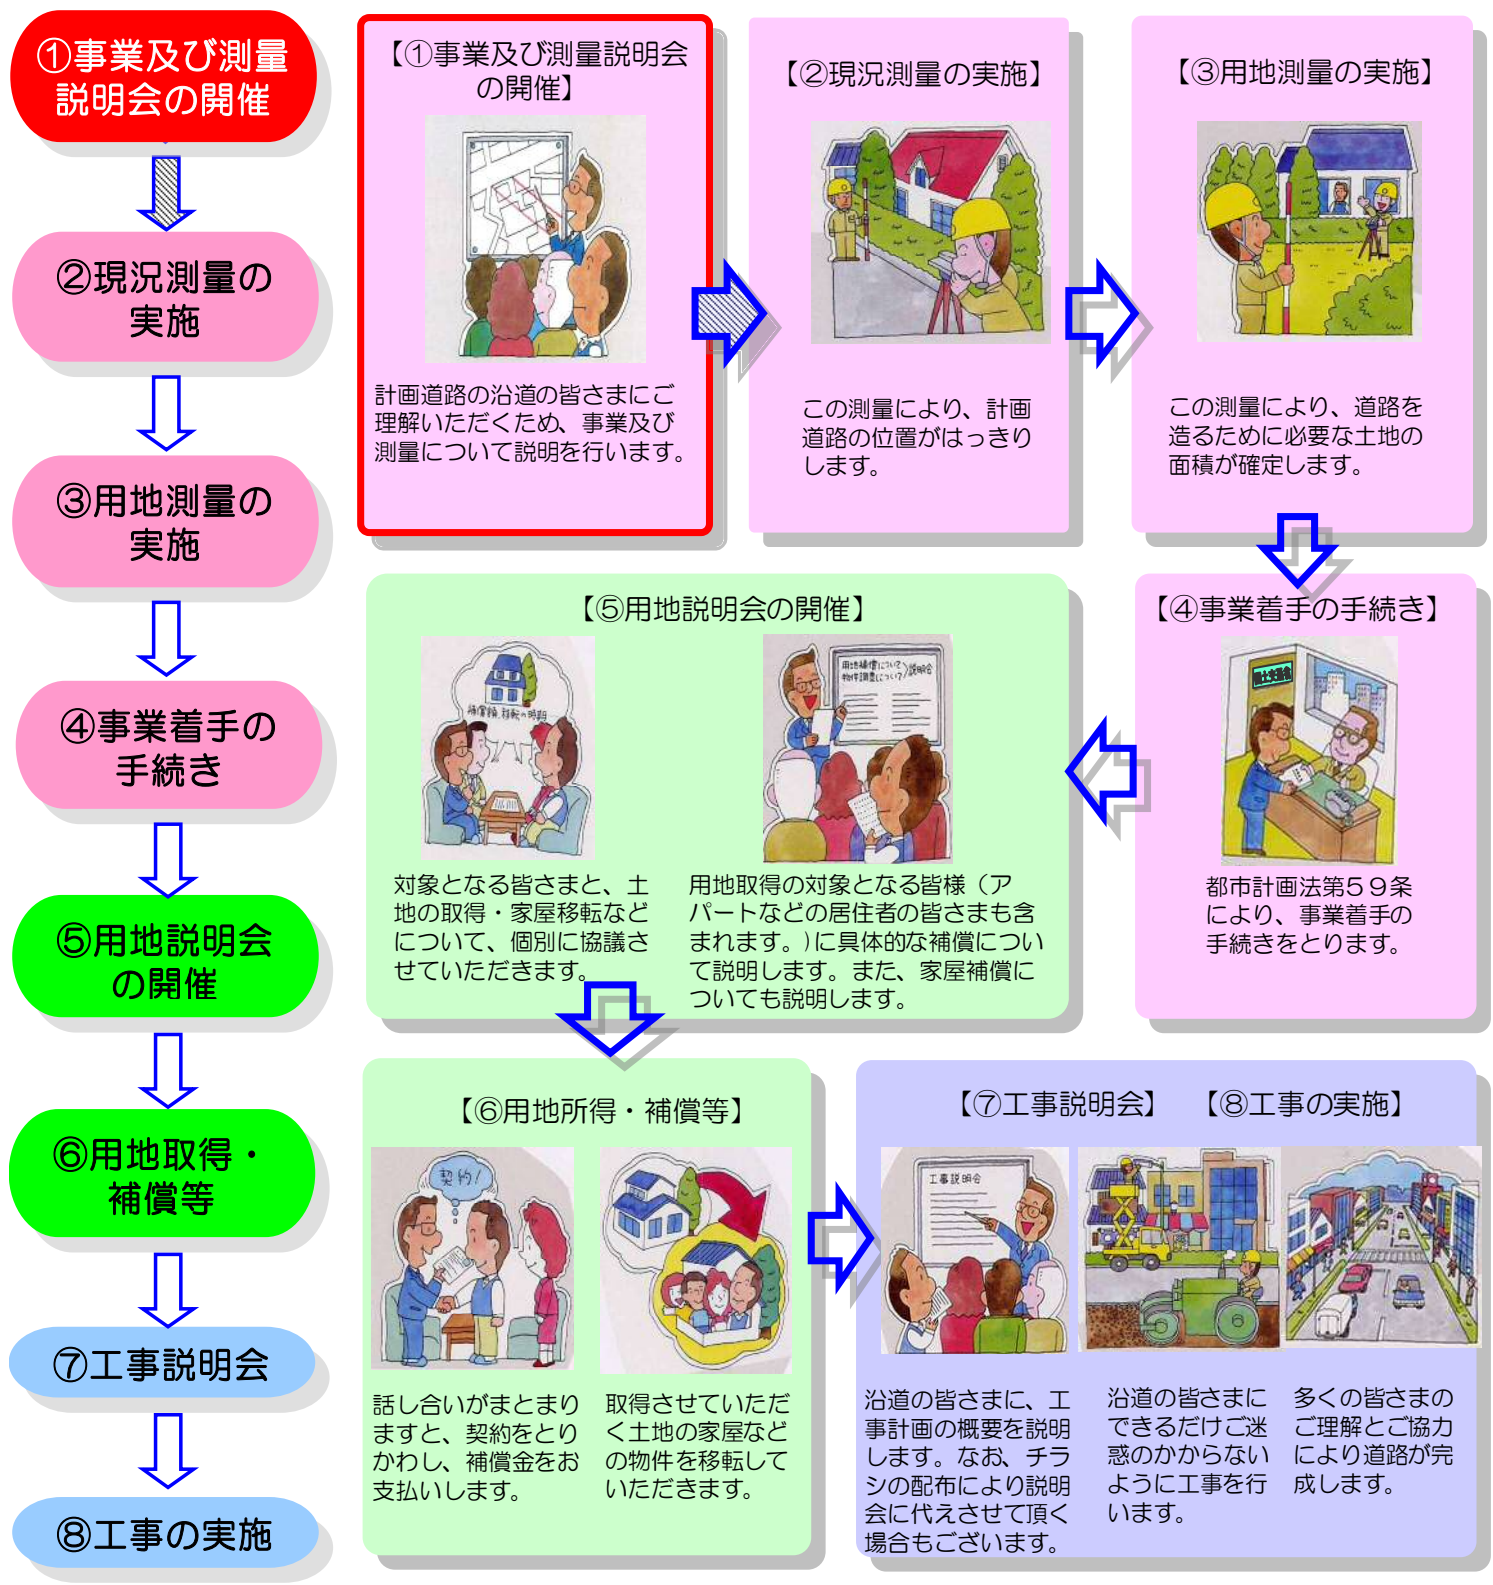 ①事業及び測量
説明会の開催
②現況測量の
実施
③用地測量の
実施
④事業着手の
手続き
⑤用地説明会
の開催
⑥用地取得・
補償等
⑦工事説明会
⑧工事の実施
【①事業及び測量説明会
の開催】
計画道路の沿道の皆さまにご
理解いただくため、事業及び
測量について説明を行います。
【②現況測量の実施】
この測量により、計画
道路の位置がはっきり
します。
【③用地測量の実施】
この測量により、道路を
造るために必要な土地の
面積が確定します。
【④事業着手の手続き】
都市計画法第５９条
により、事業着手の
手続きをとります。
【⑤用地説明会の開催】
補償額、移転の時期
対象となる皆さまと、土
地の取得・家屋移転など
について、個別に協議さ
せていただきます。
用地補償について
物件調査について
説明会
用地取得の対象となる皆様（ア
パートなどの居住者の皆さまも含
まれます。)に具体的な補償につい
て説明します。また、家屋補償に
ついても説明します。
【⑥用地所得・補償等】
契約！
話し合いがまとまり
ますと、契約をとり
かわし、補償金をお
支払いします。
取得させていただ
く土地の家屋など
の物件を移転して
いただきます。
【⑦工事説明会】
【⑧工事の実施】
工事説明会
沿道の皆さまに、工
事計画の概要を説明
します。なお、チラ
シの配布により説明
会に代えさせて頂く
場合もございます。
沿道の皆さまに
できるだけご迷
惑のかからない
ように工事を行
います。
多くの皆さまの
ご理解とご協力
により道路が完
成します。